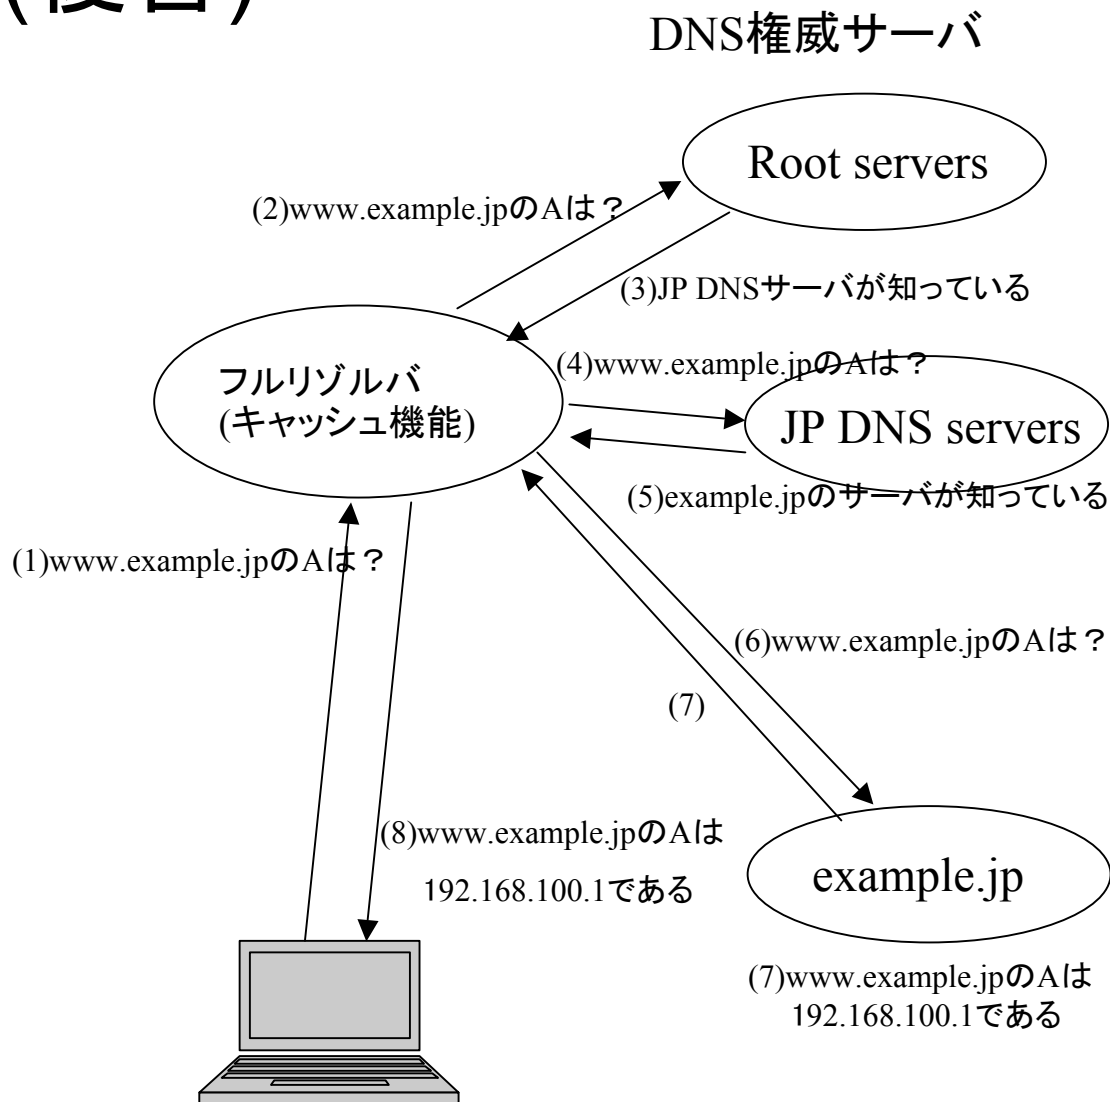 DNS権威サーバ
Root servers
(2)www.example.jpのAは？
(3)JP DNSサーバが知っている
(4)www.example.jpのAは？
フルリゾルバ
(キャッシュ機能)
JP DNS servers
(5)example.jpのサーバが知っている
(1)www.example.jpのAは？
(6)www.example.jpのAは？
(7)
(8)www.example.jpのAは
192.168.100.1である
example.jp
(7)www.example.jpのAは
192.168.100.1である